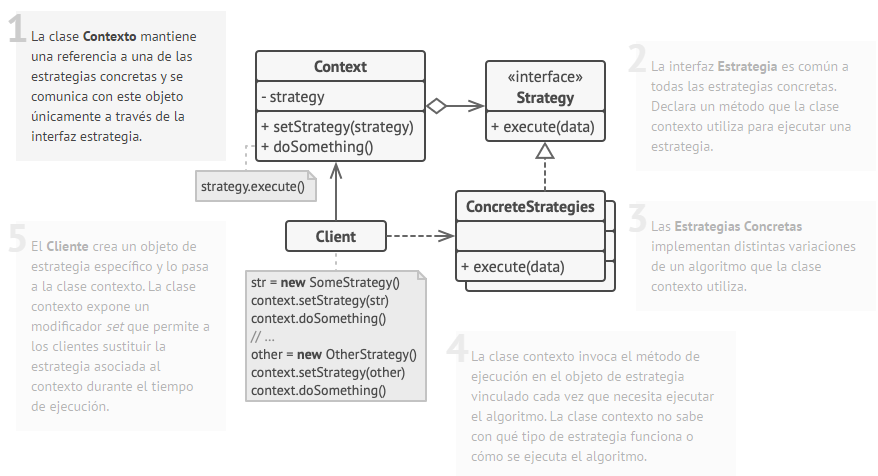 1
La clase Contexto mantiene
una referencia a una de las
estrategias concretas y se
comunica con este objeto
únicamente a través de la
interfaz estrategia.
Context
- strategy
+ setStrategy(strategy)
+ doSomething()
strategy.execute()
«interface»
Strategy
+ execute(data)
2
La interfaz Estrategia es común a
todas las estrategias concretas.
Declara un método que la clase
contexto utiliza para ejecutar una
estrategia.
ConcreteStrategies
+ execute(data)
3
Las Estrategias Concretas
implementan distintas variaciones
de un algoritmo que la clase
contexto utiliza.
Client
str = new SomeStrategy()
context.setStrategy(str)
context.doSomething()
// ...
other = new OtherStrategy()
context.setStrategy(other)
context.doSomething()
4
La clase contexto invoca el método de
ejecución en el objeto de estrategia
vinculado cada vez que necesita ejecutar
el algoritmo. La clase contexto no sabe
con qué tipo de estrategia funciona o
cómo se ejecuta el algoritmo.
5
El Cliente crea un objeto de
estrategia específico y lo pasa
a la clase contexto. La clase
contexto expone un
modificador set que permite a
los clientes sustituir la
estrategia asociada al
contexto durante el tiempo
de ejecución.